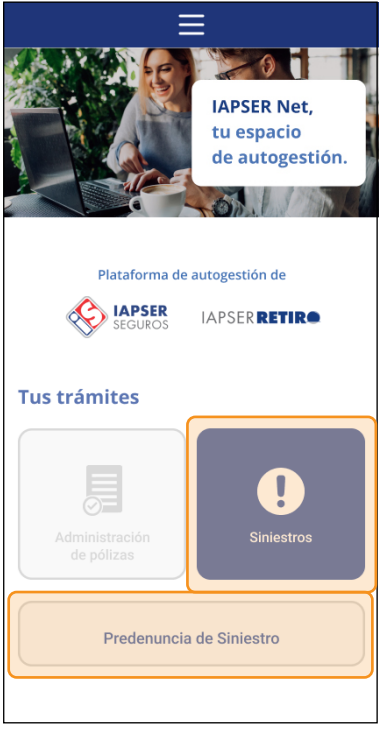 IAPSER Net,
tu espacio
de autogestión.
Plataforma de autogestión de
IAPSER
SEGUROS
IAPSER RETIRO
Tus trámites
Administración
de pólizas
Siniestros
Predenuncia de Siniestro